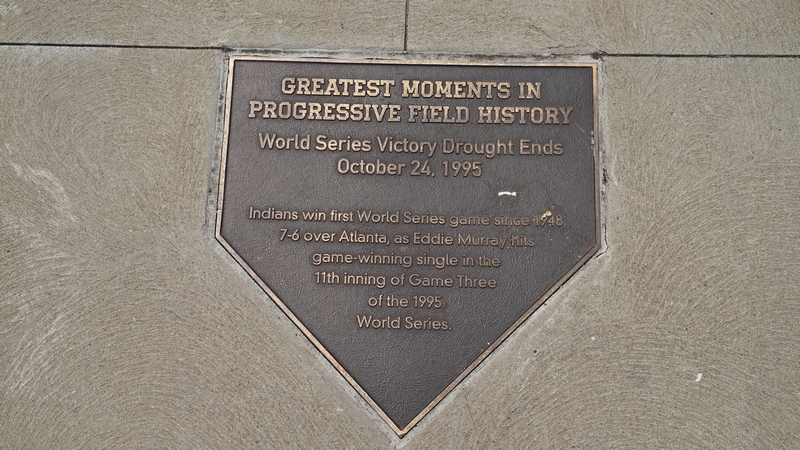 GREATEST MOMENTS IN
PROGRESSIVE FIELD HISTORY
World Series Victory Drought Ends
October 24, 1995
Indians win first World Series game since 1948,
7-6 over Atlanta, as Eddie Murray hits
game-winning single in the
11th inning of Game Three
of the 1995
World Series.